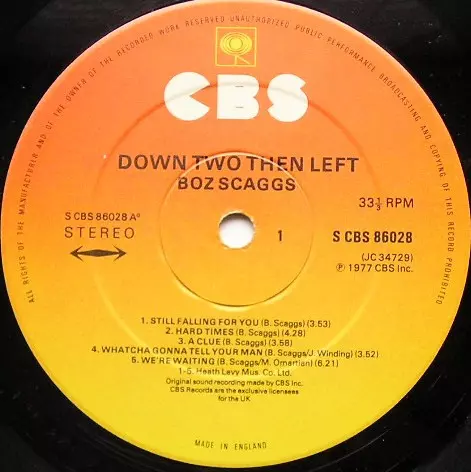 ALL RIGHTS OF THE MANUFACTURER AND OF THE OWNER OF THE RECORDED WORK RESERVED UNAUTHORIZED PUBLIC PERFORMANCE BROADCASTING AND COPYING OF THIS RECORD PROHIBITED
CBS
DOWN TWO THEN LEFT
BOZ SCAGGS
33⅓ RPM
S CBS 86028 A°
STEREO
1
S CBS 86028
(JC 34729)
℗ 1977 CBS Inc.
1. STILL FALLING FOR YOU (B. Scaggs) (3.53)
2. HARD TIMES (B. Scaggs) (4.28)
3. A CLUE (B. Scaggs) (3.58)
4. WHATCHA GONNA TELL YOUR MAN (B. Scaggs/J. Winding) (3.52)
5. WE'RE WAITING (B. Scaggs/M. Omartian) (6.21)
1-5. Heath Levy Mus. Co. Ltd.
Original sound recording made by CBS Inc.
CBS Records are the exclusive licensees
for the UK
MADE IN ENGLAND